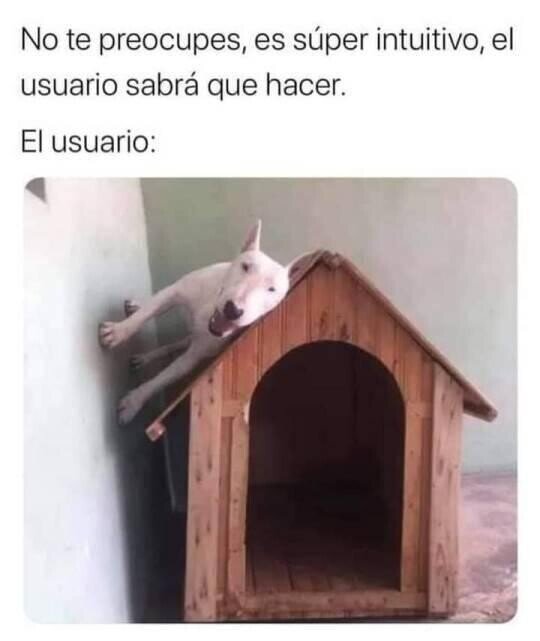 No te preocupes, es súper intuitivo, el
usuario sabrá que hacer.
El usuario: